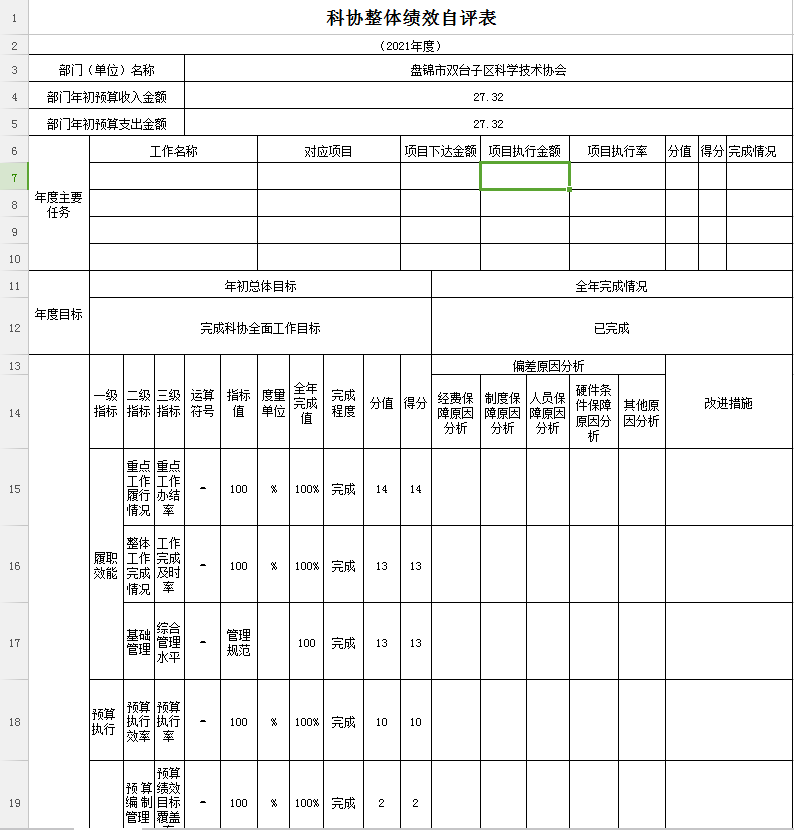 科协整体绩效自评表
（2021年度）
部门（单位）名称 盘锦市双台子区科学技术协会
部门年初预算收入金额 27.32
部门年初预算支出金额 27.32
年度主要任务 工作名称 对应项目 项目下达金额 项目执行金额 项目执行率 分值 得分 完成情况
年度目标 年初总体目标 全年完成情况
完成科协全面工作目标 已完成
一级指标 二级指标 三级指标 运算符号 指标值 度量单位 全年完成值 完成程度 分值 得分 偏差原因分析 改进措施
经费保障原因分析 制度保障原因分析 人员保障原因分析 硬件条件保障原因分析 其他原因分析
履职效能 重点工作履行情况 重点工作办结率 = 100 % 100% 完成 14 14
整体工作完成情况 工作完成及时率 = 100 % 100% 完成 13 13
基础管理 综合管理水平 = 管理规范 100 完成 13 13
预算执行 预算执行效率 预算执行率 = 100 % 100% 完成 10 10
预算编制管理 预算绩效目标覆盖 = 100 % 100% 完成 2 2
1
2
3
4
5
6
7
8
9
10
11
12
13
14
15
16
17
18
19